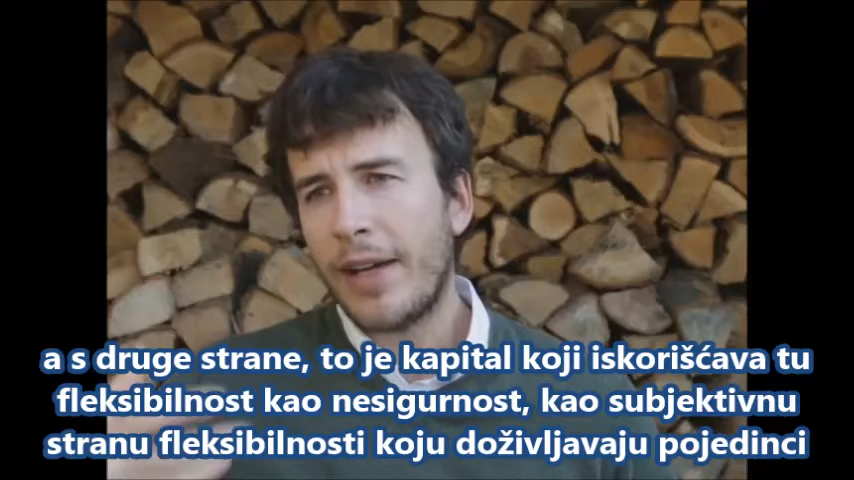 a s druge strane, to je kapital koji iskorišćava tu
fleksibilnost kao nesigurnost, kao subjektivnu
stranu fleksibilnosti koju doživljavaju pojedinci